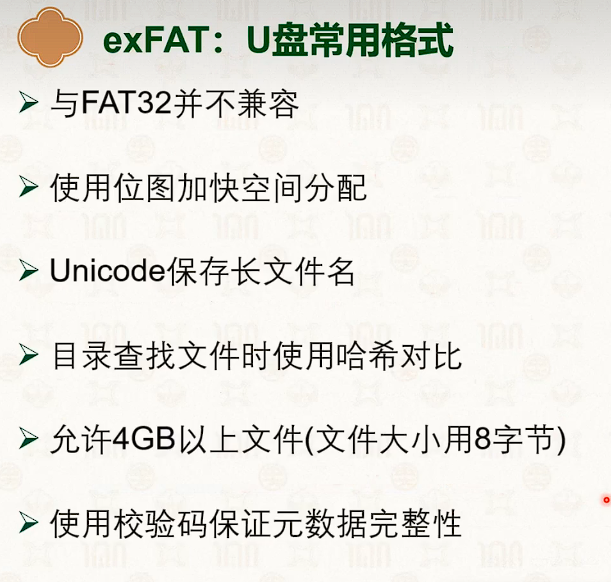 exFAT：U盘常用格式
与FAT32并不兼容
使用位图加快空间分配
Unicode保存长文件名
目录查找文件时使用哈希对比
允许4GB以上文件(文件大小用8字节)
使用校验码保证元数据完整性